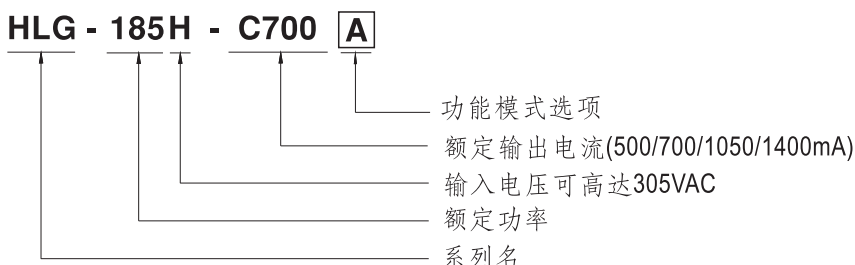 HLG - 185H - C700 A
功能模式选项
额定输出电流(500/700/1050/1400mA)
输入电压可高达305VAC
额定功率
系列名